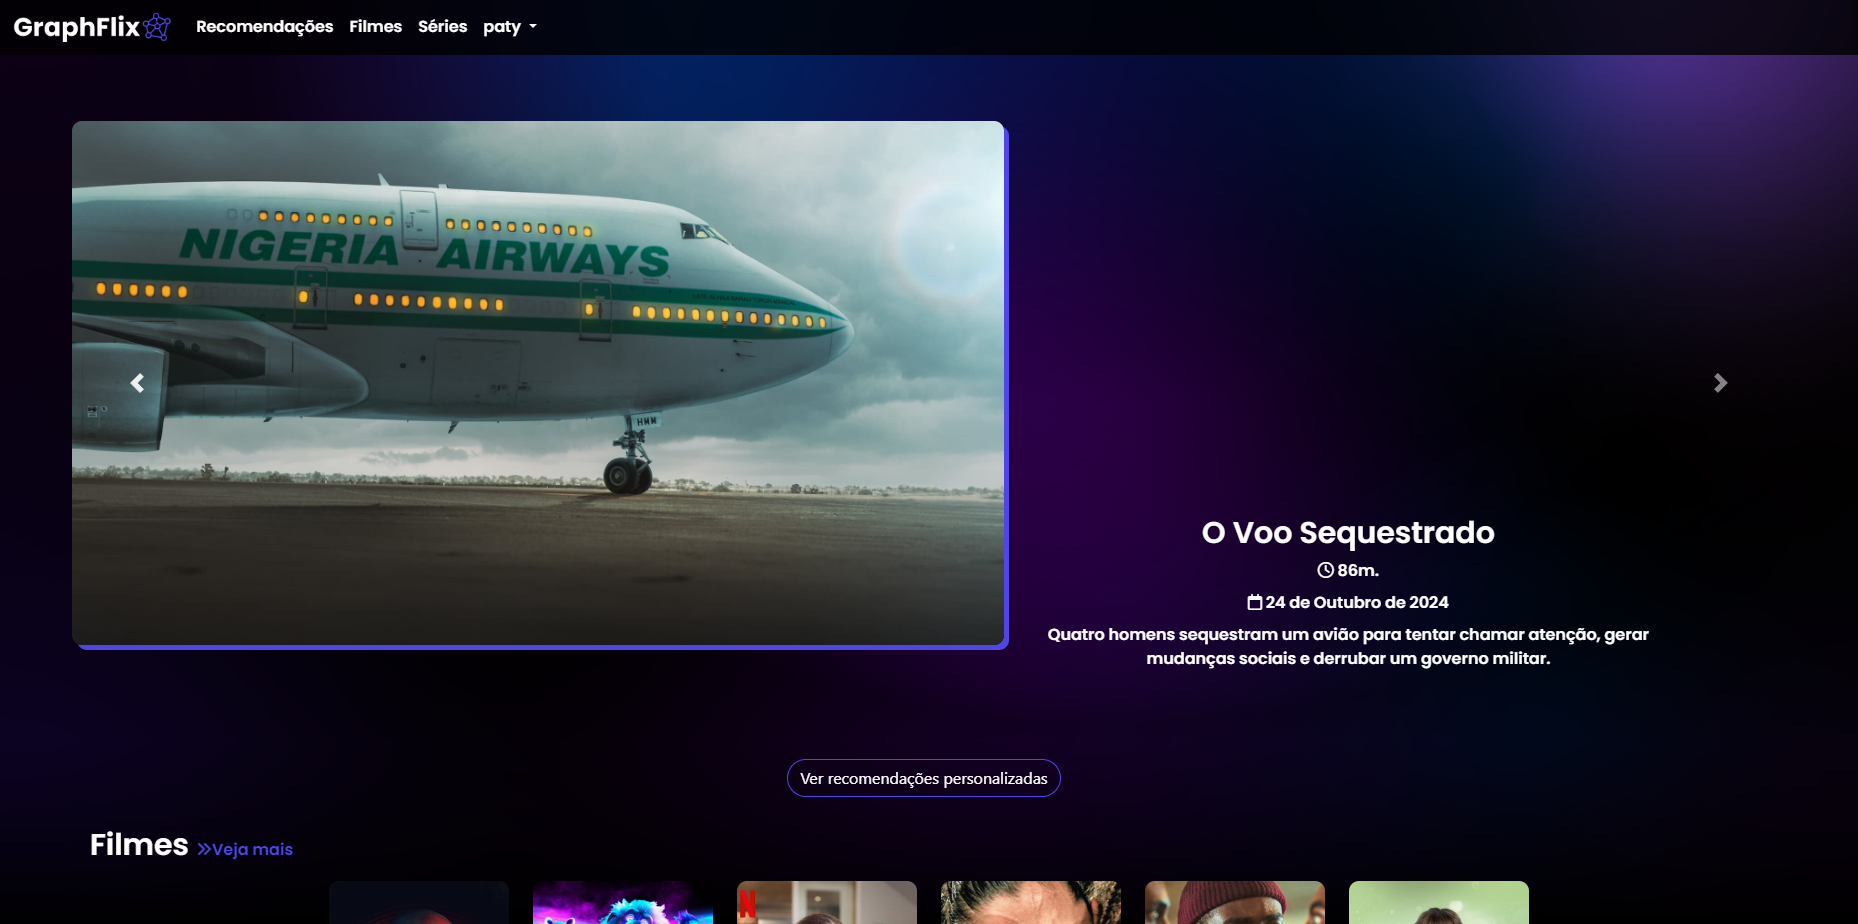 GraphFlix
Recomendações
Filmes
Séries
paty
NIGERIA AIRWAYS
HMM
O Voo Sequestrado
86m.
24 de Outubro de 2024
Quatro homens sequestram um avião para tentar chamar atenção, gerar
mudanças sociais e derrubar um governo militar.
Ver recomendações personalizadas
Filmes
Veja mais
N